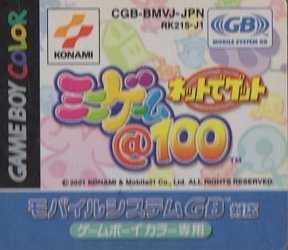 CGB-BMVJ-JPN
RK215-J1
GB
MOBILE SYSTEM GB
KONAMI
GAME BOY COLOR
ネットでゲット
ミニゲーム
@100
TM
© 2001 KONAMI & Mobile21 Co., Ltd. ALL RIGHTS RESERVED.
モバイルシステムGB 対応
ゲームボーイ カラー専用